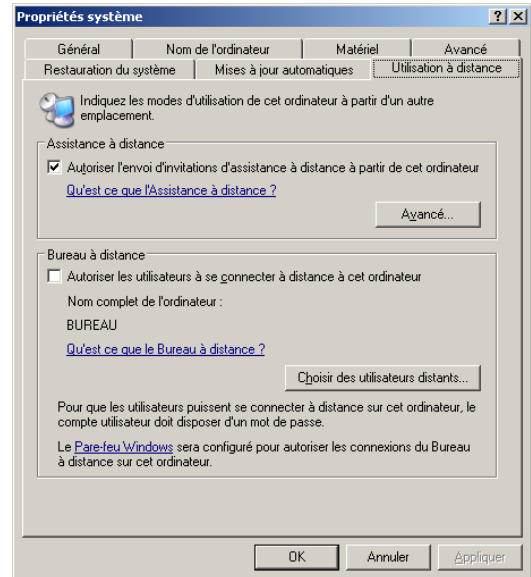 Propriétés système
Général Nom de l'ordinateur Matériel Avancé
Restauration du système Mises à jour automatiques Utilisation à distance
Indiquez les modes d'utilisation de cet ordinateur à partir d'un autre
emplacement.
Assistance à distance
Autoriser l'envoi d'invitations d'assistance à distance à partir de cet ordinateur
Qu'est ce que l'Assistance à distance ?
Avancé...
Bureau à distance
Autoriser les utilisateurs à se connecter à distance à cet ordinateur
Nom complet de l'ordinateur :
BUREAU
Qu'est ce que le Bureau à distance ?
Choisir des utilisateurs distants...
Pour que les utilisateurs puissent se connecter à distance sur cet ordinateur, le
compte utilisateur doit disposer d'un mot de passe.
Le Pare-feu Windows sera configuré pour autoriser les connexions du Bureau
à distance sur cet ordinateur.
OK Annuler Appliquer